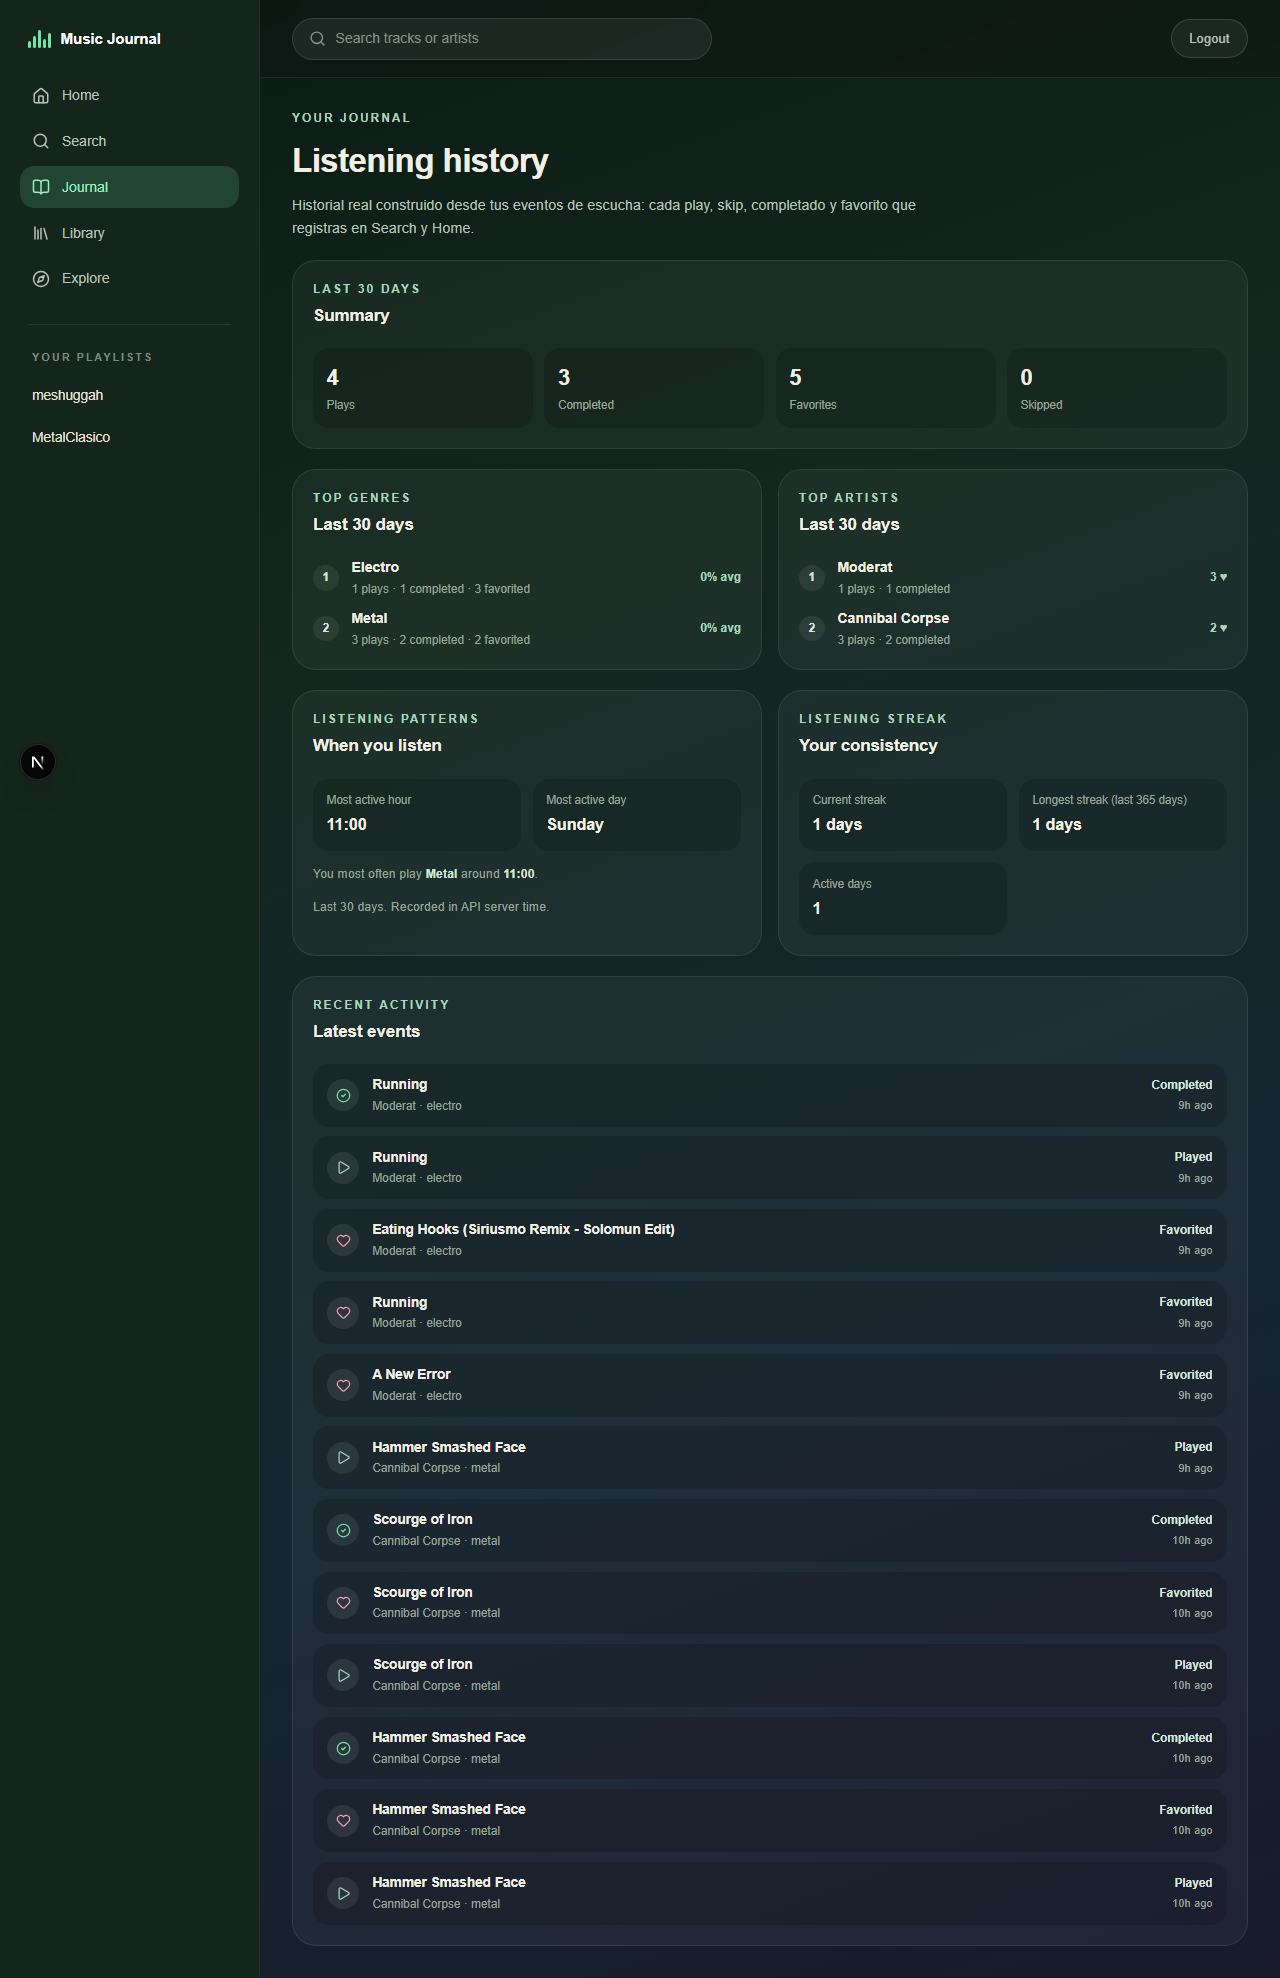 Music Journal
Search tracks or artists
Logout
Home
Search
Journal
Library
Explore
YOUR PLAYLISTS
meshuggah
MetalClasico
YOUR JOURNAL
Listening history
Historial real construido desde tus eventos de escucha: cada play, skip, completado y favorito que
registras en Search y Home.
LAST 30 DAYS
Summary
4
Plays
3
Completed
5
Favorites
0
Skipped
TOP GENRES
Last 30 days
1
Electro
1 plays · 1 completed · 3 favorited
0% avg
2
Metal
3 plays · 2 completed · 2 favorited
0% avg
TOP ARTISTS
Last 30 days
1
Moderat
1 plays · 1 completed
3 ♥
2
Cannibal Corpse
3 plays · 2 completed
2 ♥
LISTENING PATTERNS
When you listen
Most active hour
11:00
Most active day
Sunday
You most often play Metal around 11:00.
Last 30 days. Recorded in API server time.
LISTENING STREAK
Your consistency
Current streak
1 days
Longest streak (last 365 days)
1 days
Active days
1
N
RECENT ACTIVITY
Latest events
Running
Moderat · electro
Completed
9h ago
Running
Moderat · electro
Played
9h ago
Eating Hooks (Siriusmo Remix - Solomun Edit)
Moderat · electro
Favorited
9h ago
Running
Moderat · electro
Favorited
9h ago
A New Error
Moderat · electro
Favorited
9h ago
Hammer Smashed Face
Cannibal Corpse · metal
Played
9h ago
Scourge of Iron
Cannibal Corpse · metal
Completed
10h ago
Scourge of Iron
Cannibal Corpse · metal
Favorited
10h ago
Scourge of Iron
Cannibal Corpse · metal
Played
10h ago
Hammer Smashed Face
Cannibal Corpse · metal
Completed
10h ago
Hammer Smashed Face
Cannibal Corpse · metal
Favorited
10h ago
Hammer Smashed Face
Cannibal Corpse · metal
Played
10h ago